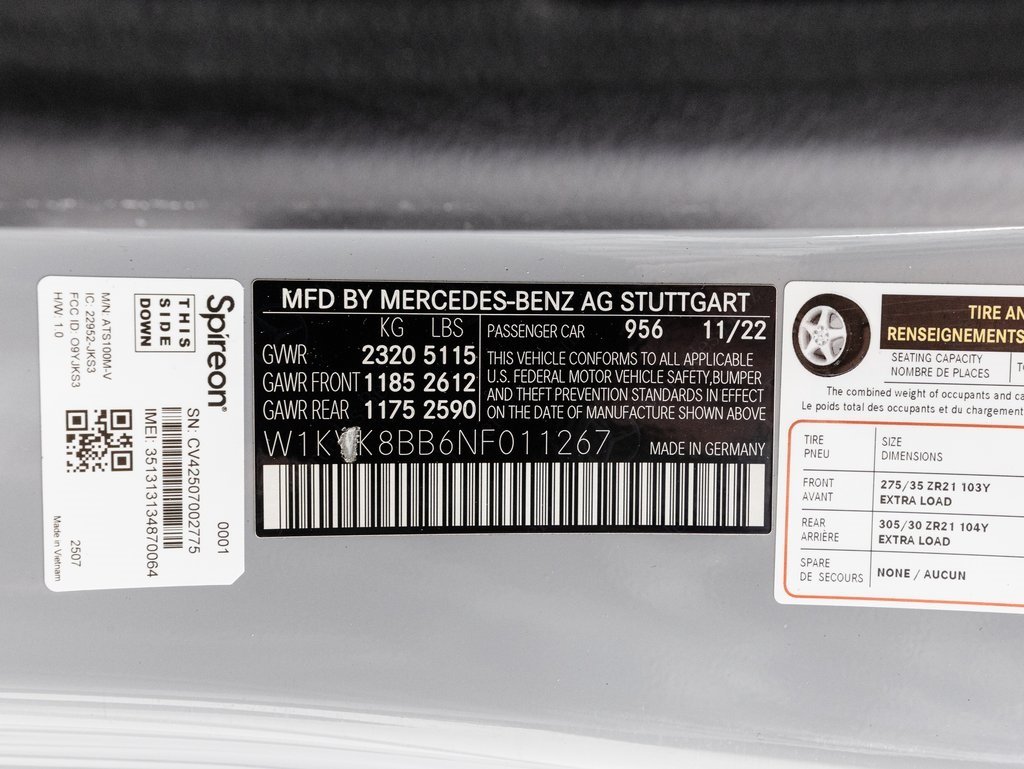 Spireon®
THIS
SIDE
DOWN
M/N: ATS100MM-V
IC: 22952-JKS3
FCC ID: O9YJKS3
H/W: 1.0
0001
SN: CV42507002775
IMEI: 351313134870064
2507
Made in Vietnam
MFD BY MERCEDES-BENZ AG STUTTGART
KG LBS
GVWR 2320 5115
GAWR FRONT 1185 2612
GAWR REAR 1175 2590
PASSENGER CAR 956 11/22
THIS VEHICLE CONFORMS TO ALL APPLICABLE
U.S. FEDERAL MOTOR VEHICLE SAFETY,BUMPER
AND THEFT PREVENTION STANDARDS IN EFFECT
ON THE DATE OF MANUFACTURE SHOWN ABOVE
MADE IN GERMANY
TIRE
RENSEIGNEMENTS
SEATING CAPACITY
NOMBRE DE PLACES
The combined weight of occupants and
Le poids total des occupants et du chargement
TIRE SIZE
PNEU DIMENSIONS
FRONT 275/35 ZR21 103Y
AVANT EXTRA LOAD
REAR 305/30 ZR21 104Y
ARRIÈRE EXTRA LOAD
SPARE NONE / AUCUN
DE SECOURS